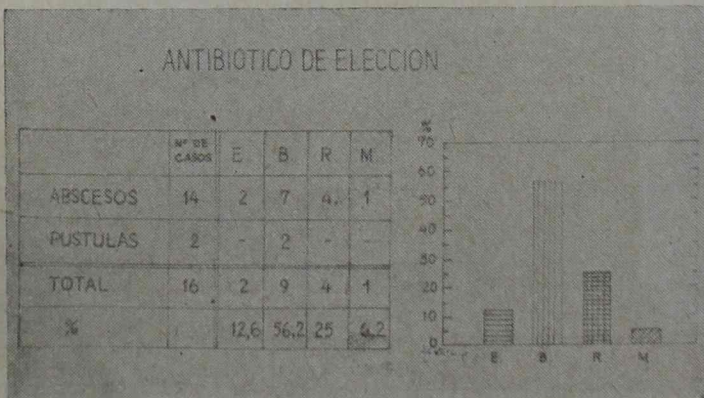 ANTIBIOTICO DE ELECCION
Nº DE CASOS E B R M
ABSCESOS 14 2 7 4. 1
PUSTULAS 2 - 2 - -
TOTAL 16 2 9 4 1
% 12,6 56,2 25 6,2
%
70
60
50
40
30
20
10
0
E B R M